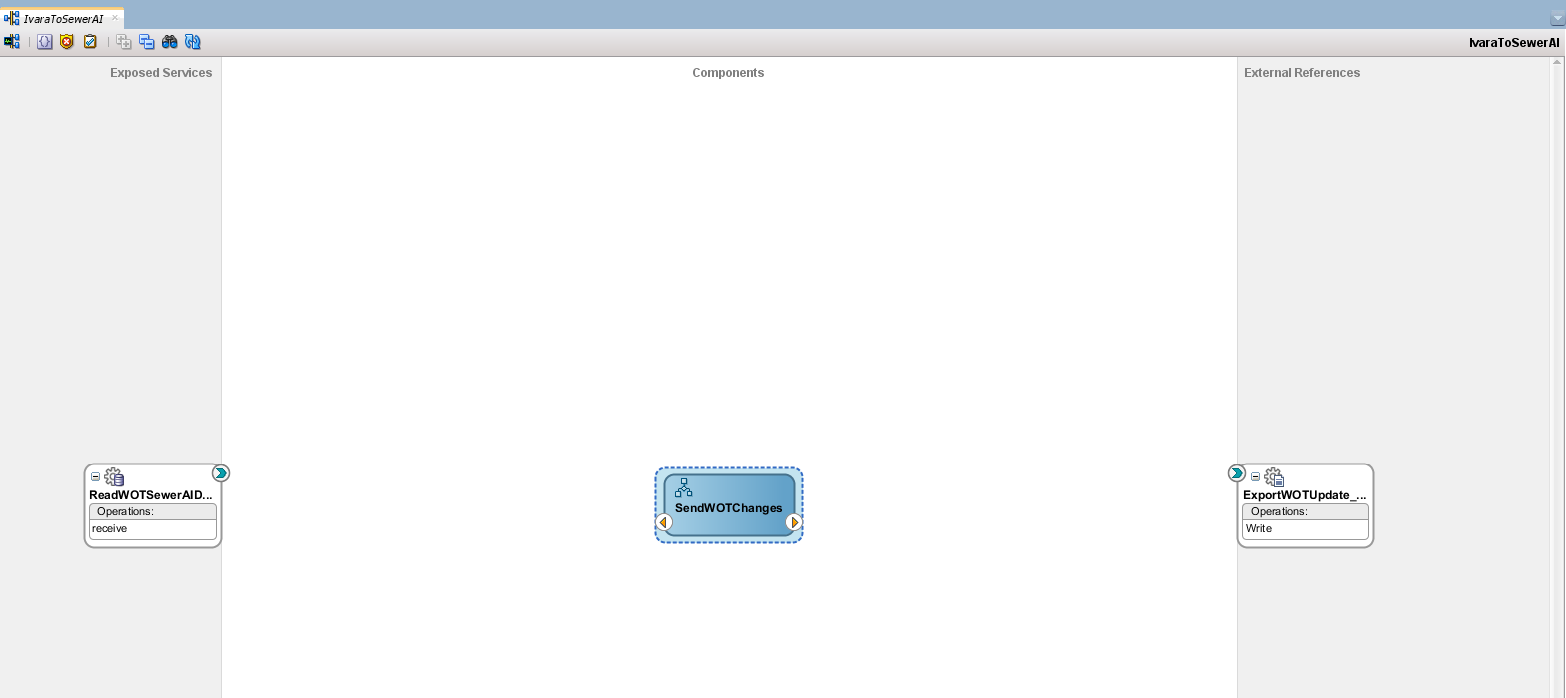 IvaraToSewerAI
IvaraToSewerAI
Exposed Services
Components
External References
ReadWOTSewerAID...
Operations:
receive
SendWOTChanges
ExportWOTUpdate_...
Operations:
Write